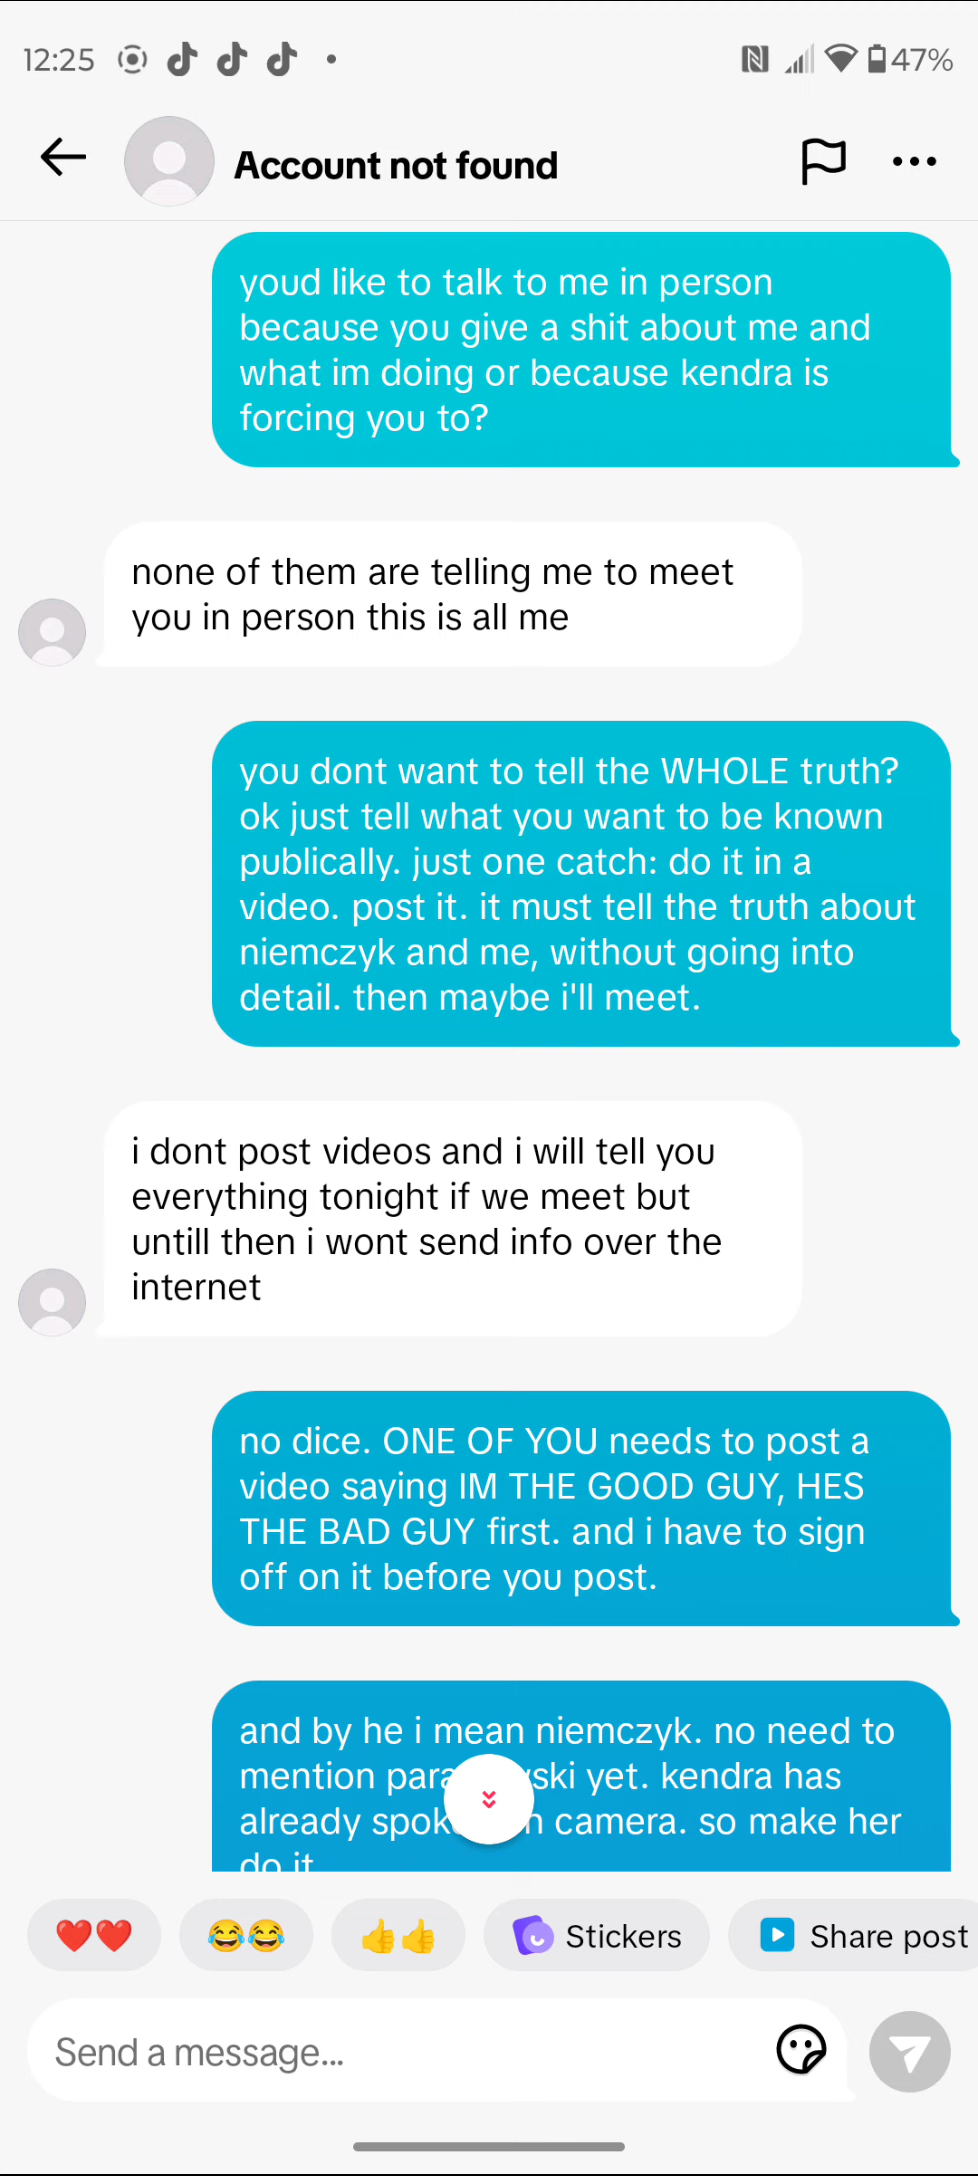 12:25
47%
Account not found
youd like to talk to me in person
because you give a shit about me and
what im doing or because kendra is
forcing you to?
none of them are telling me to meet
you in person this is all me
you dont want to tell the WHOLE truth?
ok just tell what you want to be known
publically. just one catch: do it in a
video. post it. it must tell the truth about
niemczyk and me, without going into
detail. then maybe i'll meet.
i dont post videos and i will tell you
everything tonight if we meet but
untill then i wont send info over the
internet
no dice. ONE OF YOU needs to post a
video saying IM THE GOOD GUY, HES
THE BAD GUY first. and i have to sign
off on it before you post.
and by he i mean niemczyk. no need to
mention yet. kendra has
already camera. so make her
do it
Stickers
Share post
Send a message...